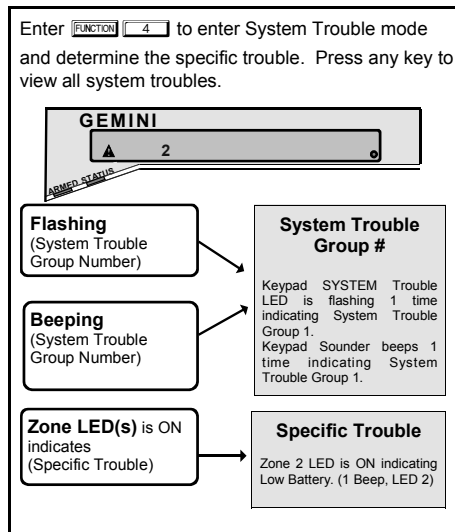 Enter FUNCTION 4 to enter System Trouble mode
and determine the specific trouble. Press any key to
view all system troubles.
GEMINI
2
ARMED STATUS
Flashing
(System Trouble
Group Number)
Beeping
(System Trouble
Group Number)
System Trouble
Group #
Keypad SYSTEM Trouble
LED is flashing 1 time
indicating System Trouble
Group 1.
Keypad Sounder beeps 1
time indicating System
Trouble Group 1.
Zone LED(s) is ON
indicates
(Specific Trouble)
Specific Trouble
Zone 2 LED is ON indicating
Low Battery. (1 Beep, LED 2)